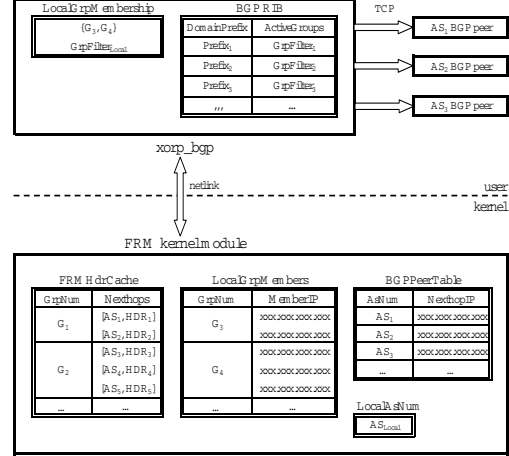 LocalGrpMembership
{G3,G4}
GrpFilterLocal
BGP RIB
DomainPrefix ActiveGroups
Prefix1 GrpFilter1
Prefix2 GrpFilter2
Prefix3 GrpFilter3
,,, ...
TCP
AS1 BGP peer
AS2 BGP peer
AS3 BGP peer
xorp_bgp
netlink
user
kernel
FRM kernel module
FRM HdrCache
GrpNum Nexthops
G1
[AS1,HDR1]
[AS2,HDR2]
G2
[AS3,HDR3]
[AS4,HDR4]
[AS5,HDR5]
... ...
LocalGrpMembers
GrpNum MemberIP
G3
xxx.xxx.xxx.xxx
xxx.xxx.xxx.xxx
G4
xxx.xxx.xxx.xxx
xxx.xxx.xxx.xxx
xxx.xxx.xxx.xxx
... ...
BGPPeerTable
AsNum NexthopIP
AS1 xxx.xxx.xxx.xxx
AS2 xxx.xxx.xxx.xxx
AS3 xxx.xxx.xxx.xxx
... ...
LocalAsNum
ASLocal